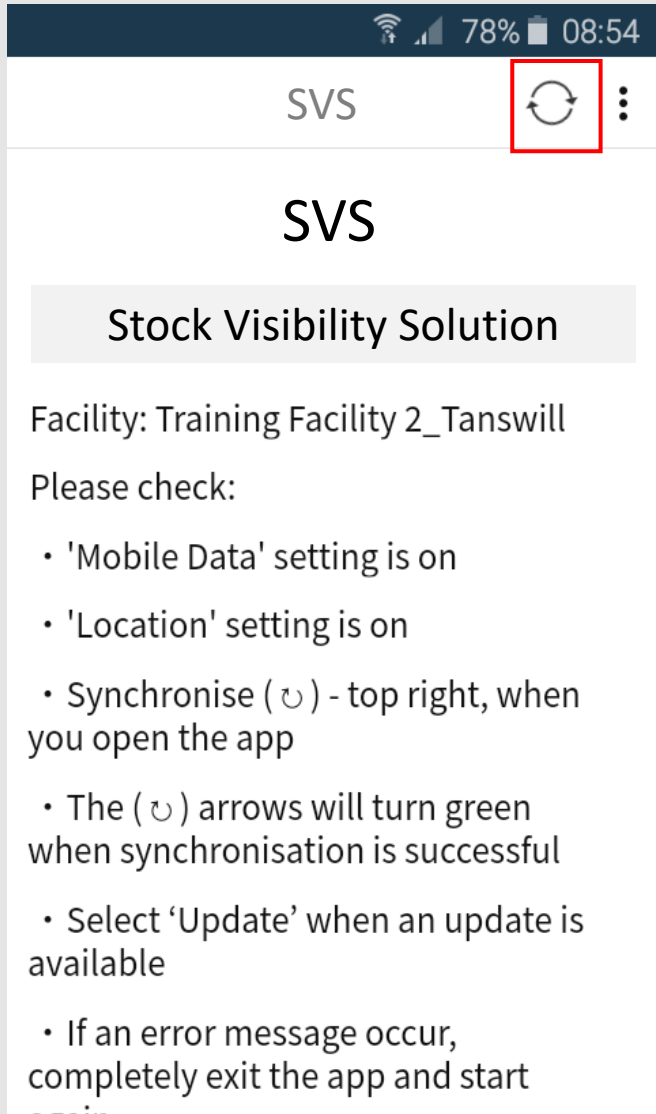 78% 08:54
SVS
SVS
Stock Visibility Solution
Facility: Training Facility 2_Tanswill
Please check:
• 'Mobile Data' setting is on
• 'Location' setting is on
• Synchronise (↻) - top right, when
you open the app
• The (↻) arrows will turn green
when synchronisation is successful
• Select ‘Update’ when an update is
available
• If an error message occur,
completely exit the app and start